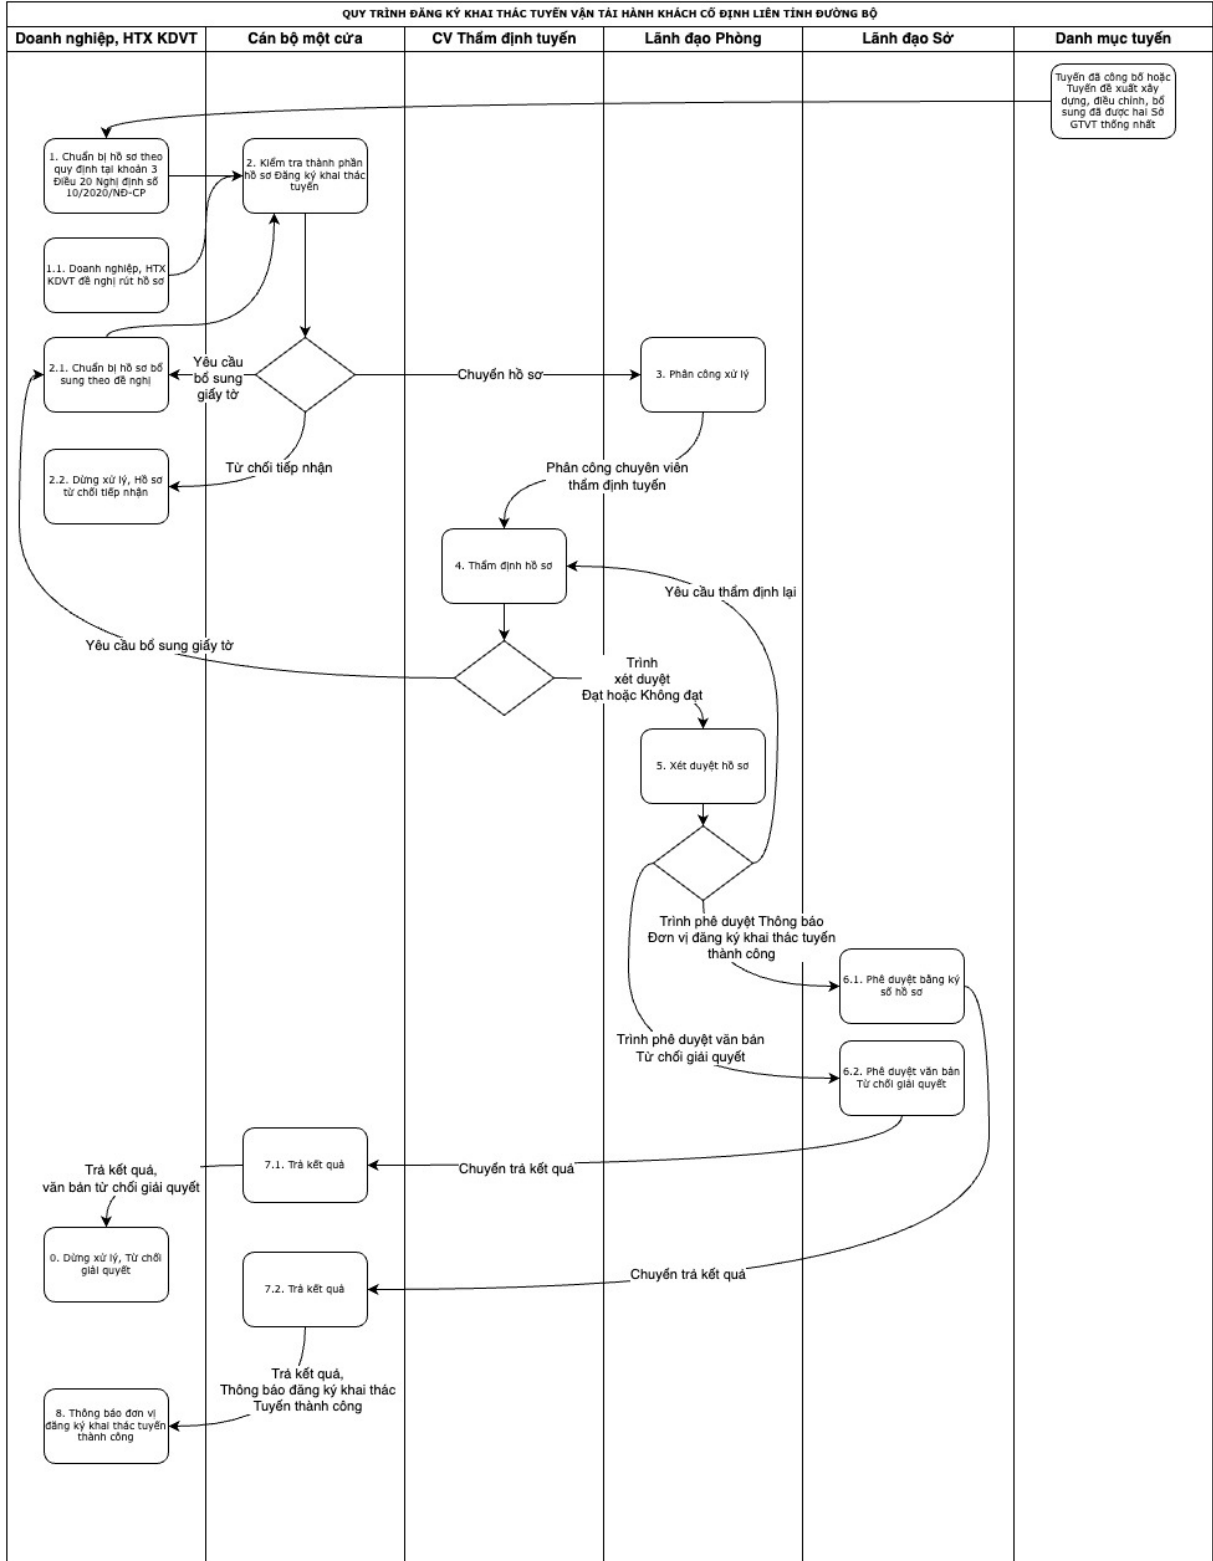 QUY TRÌNH ĐĂNG KÝ KHAI THÁC TUYẾN VẬN TẢI HÀNH KHÁCH CỐ ĐỊNH LIÊN TỈNH ĐƯỜNG BỘ
Doanh nghiệp, HTX KDVT
Cán bộ một cửa
CV Thẩm định tuyến
Lãnh đạo Phòng
Lãnh đạo Sở
Danh mục tuyến
Tuyến đã công bố hoặc
Tuyến đề xuất xây
dựng, điều chỉnh, bổ
sung đã được hai Sở
GTVT thống nhất
1. Chuẩn bị hồ sơ theo
quy định tại khoản 3
Điều 20 Nghị định số
10/2020/NĐ-CP
2. Kiểm tra thành phần
hồ sơ Đăng ký khai thác
tuyến
1.1. Doanh nghiệp, HTX
KDVT đề nghị rút hồ sơ
2.1. Chuẩn bị hồ sơ bổ
sung theo đề nghị
Yêu cầu
bổ sung
giấy tờ
Chuyển hồ sơ
3. Phân công xử lý
2.2. Dừng xử lý, Hồ sơ
từ chối tiếp nhận
Từ chối tiếp nhận
Phân công chuyên viên
thẩm định tuyến
4. Thẩm định hồ sơ
Yêu cầu thẩm định lại
Yêu cầu bổ sung giấy tờ
Trình
xét duyệt
Đạt hoặc Không đạt
5. Xét duyệt hồ sơ
Trình phê duyệt Thông báo
Đơn vị đăng ký khai thác tuyến
thành công
6.1. Phê duyệt bằng ký
số hồ sơ
Trình phê duyệt văn bản
Từ chối giải quyết
6.2. Phê duyệt văn bản
Từ chối giải quyết
7.1. Trả kết quả
Chuyển trả kết quả
Trả kết quả,
văn bản từ chối giải quyết
0. Dừng xử lý, Từ chối
giải quyết
7.2. Trả kết quả
Chuyển trả kết quả
Trả kết quả,
Thông báo đăng ký khai thác
Tuyến thành công
8. Thông báo đơn vị
đăng ký khai thác tuyến
thành công